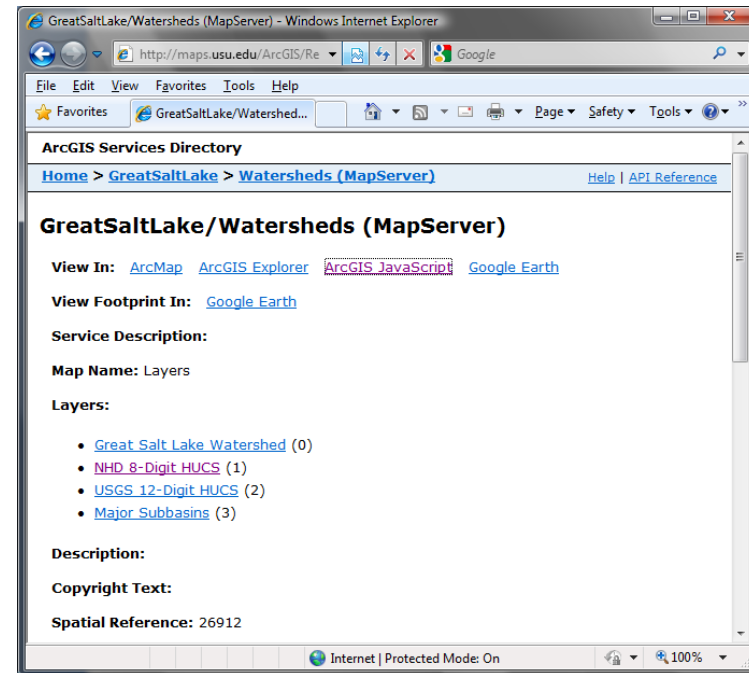 GreatSaltLake/Watersheds (MapServer) - Windows Internet Explorer
http://maps.usu.edu/ArcGIS/Re Google
File Edit View Favorites Tools Help
Favorites GreatSaltLake/Watershed... Page Safety Tools »
ArcGIS Services Directory
Home > GreatSaltLake > Watersheds (MapServer) Help | API Reference
GreatSaltLake/Watersheds (MapServer)
View In: ArcMap ArcGIS Explorer ArcGIS JavaScript Google Earth
View Footprint In: Google Earth
Service Description:
Map Name: Layers
Layers:
• Great Salt Lake Watershed (0)
• NHD 8-Digit HUCS (1)
• USGS 12-Digit HUCS (2)
• Major Subbasins (3)
Description:
Copyright Text:
Spatial Reference: 26912
Internet | Protected Mode: On 100%